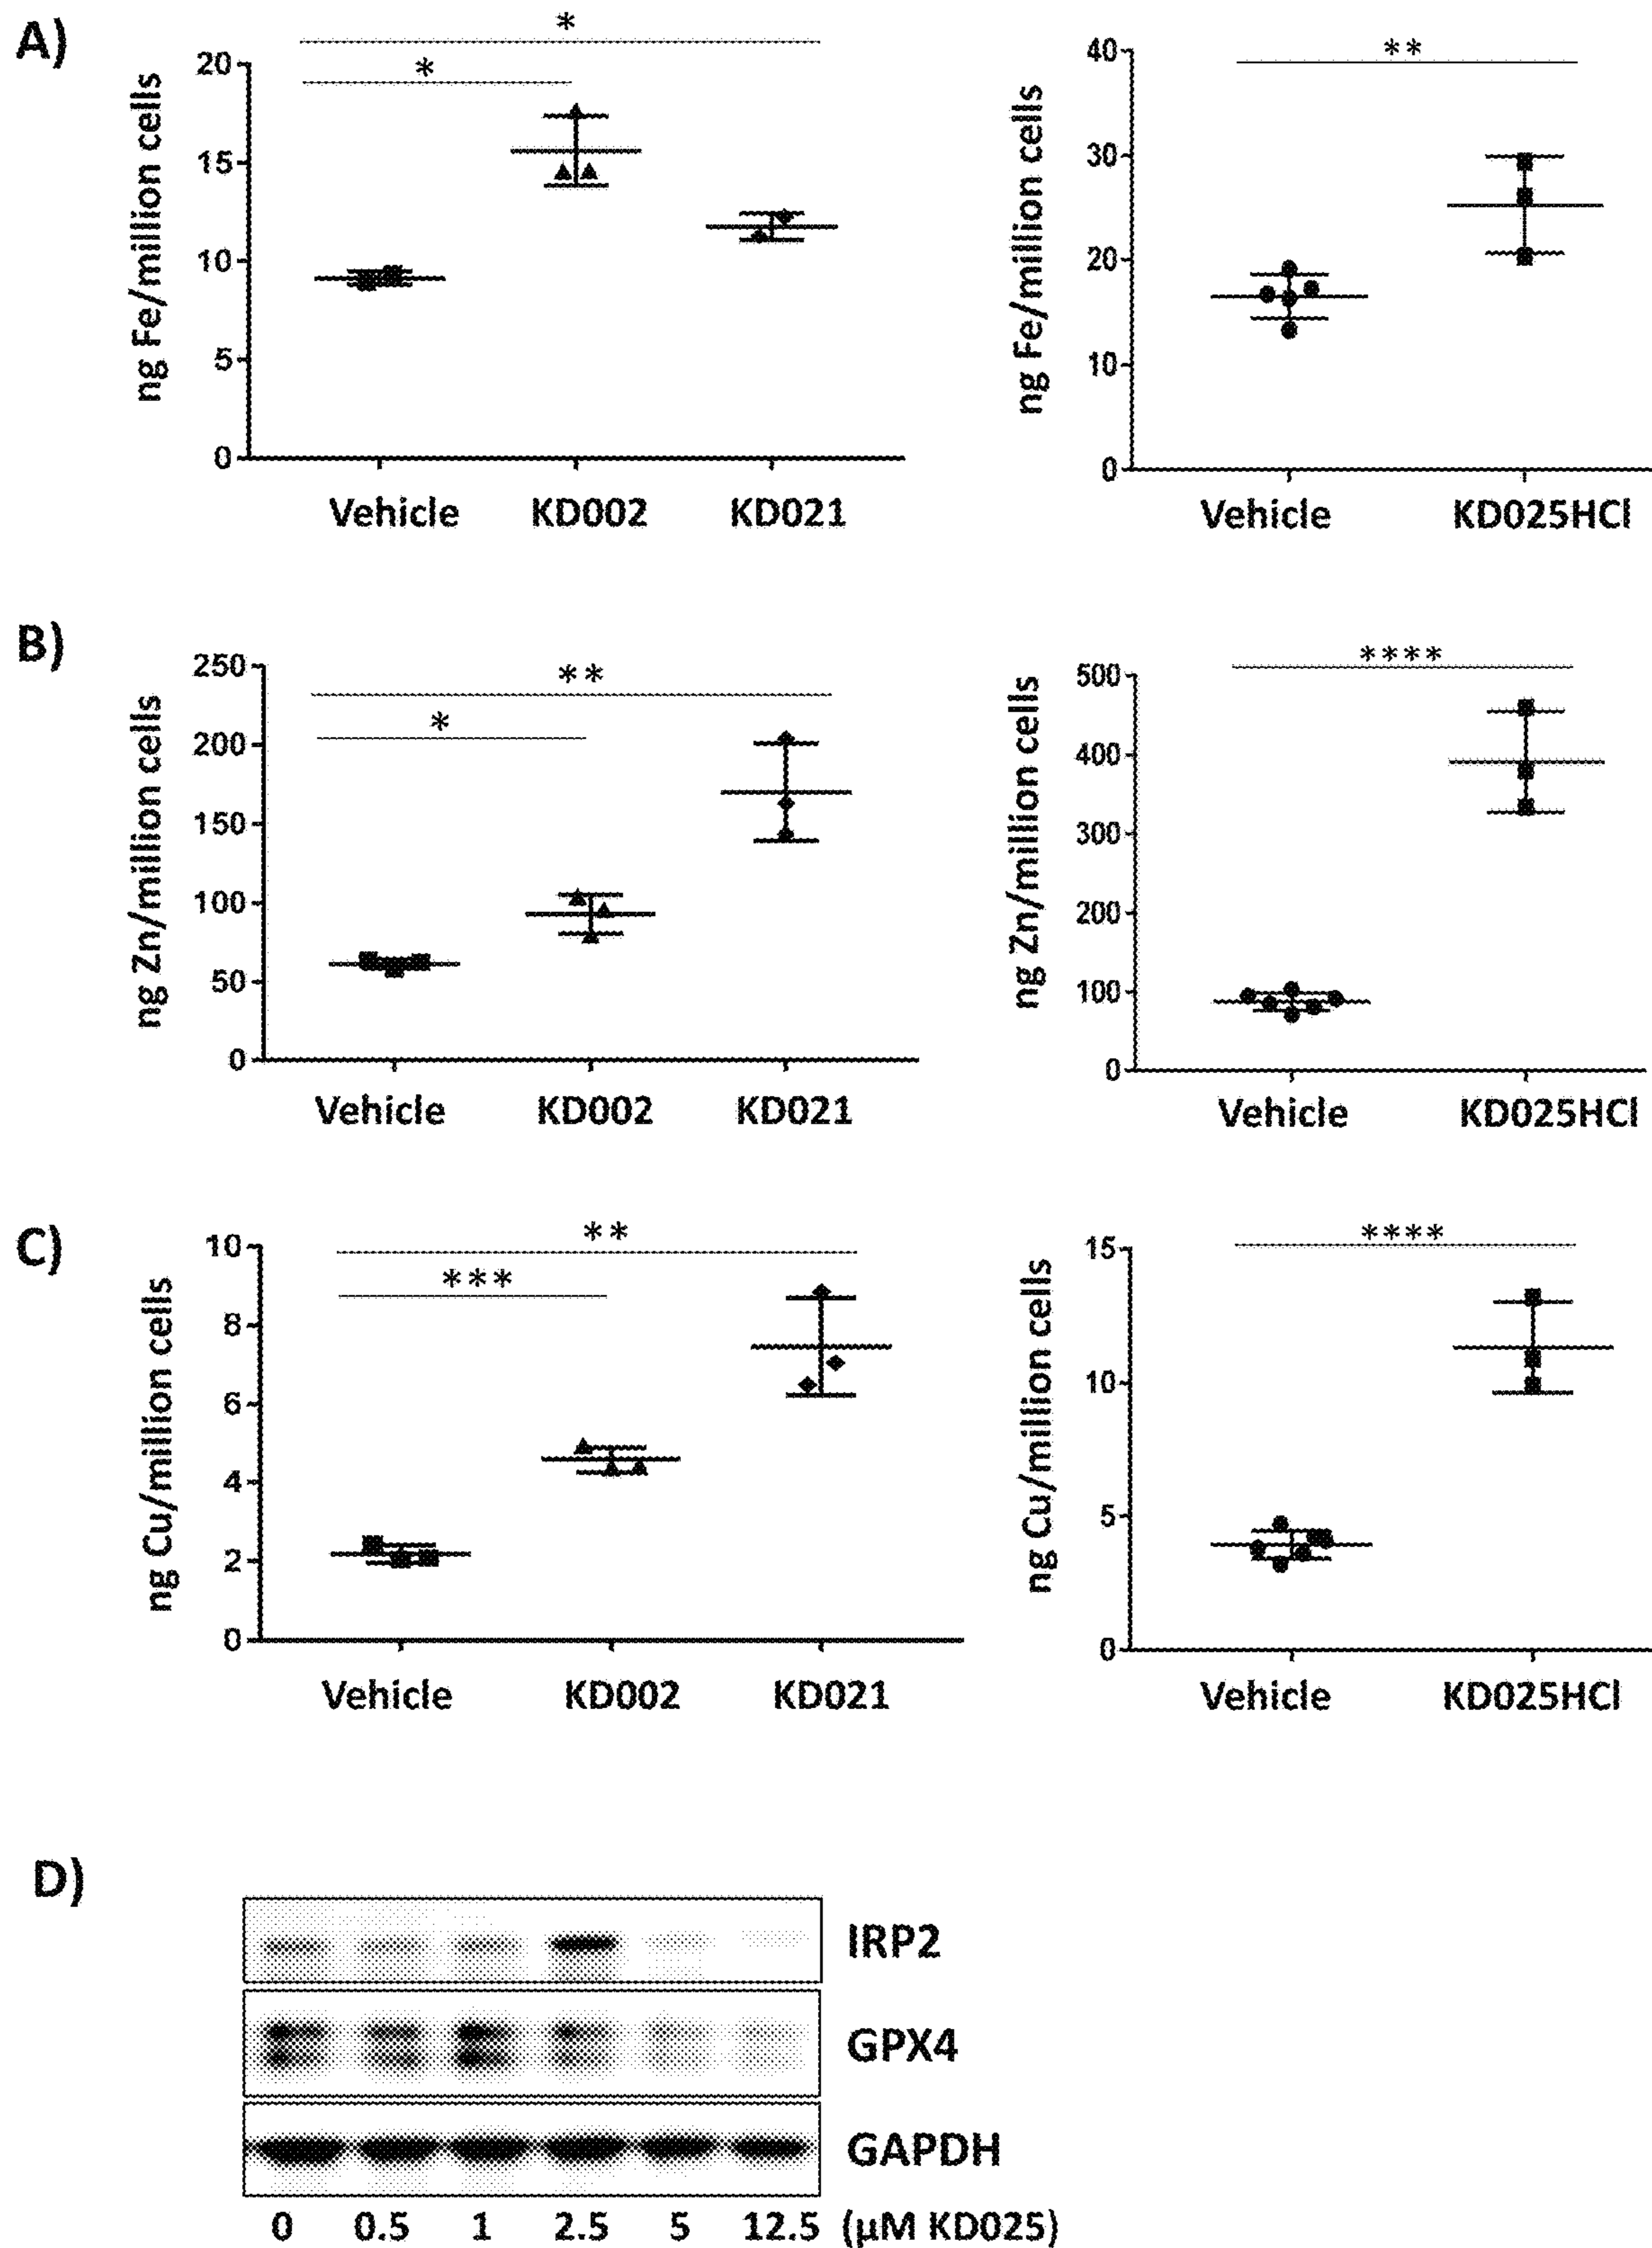 A)
ng Fe/million cells
20
15
10
5
0
*
*
Vehicle
KD002
KD021
ng Fe/million cells
40
30
20
10
0
**
Vehicle
KD025HCl
B)
ng Zn/million cells
250
200
150
100
50
0
**
*
Vehicle
KD002
KD021
ng Zn/million cells
500
400
300
200
100
0
****
Vehicle
KD025HCl
C)
ng Cu/million cells
10
8
6
4
2
0
**
***
Vehicle
KD002
KD021
ng Cu/million cells
15
10
5
0
****
Vehicle
KD025HCl
D)
IRP2
GPX4
GAPDH
0 0.5 1 2.5 5 12.5 (μM KD025)